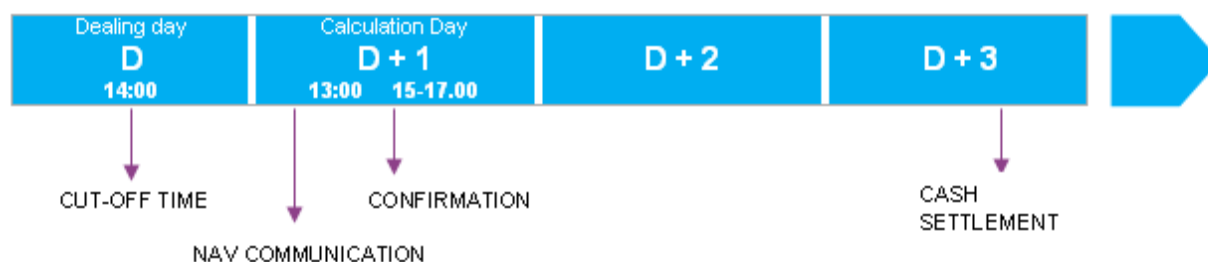 Dealing day
D
14:00
Calculation Day
D + 1
13:00 15-17.00
D + 2
D + 3
CUT-OFF TIME
CONFIRMATION
NAV COMMUNICATION
CASH
SETTLEMENT